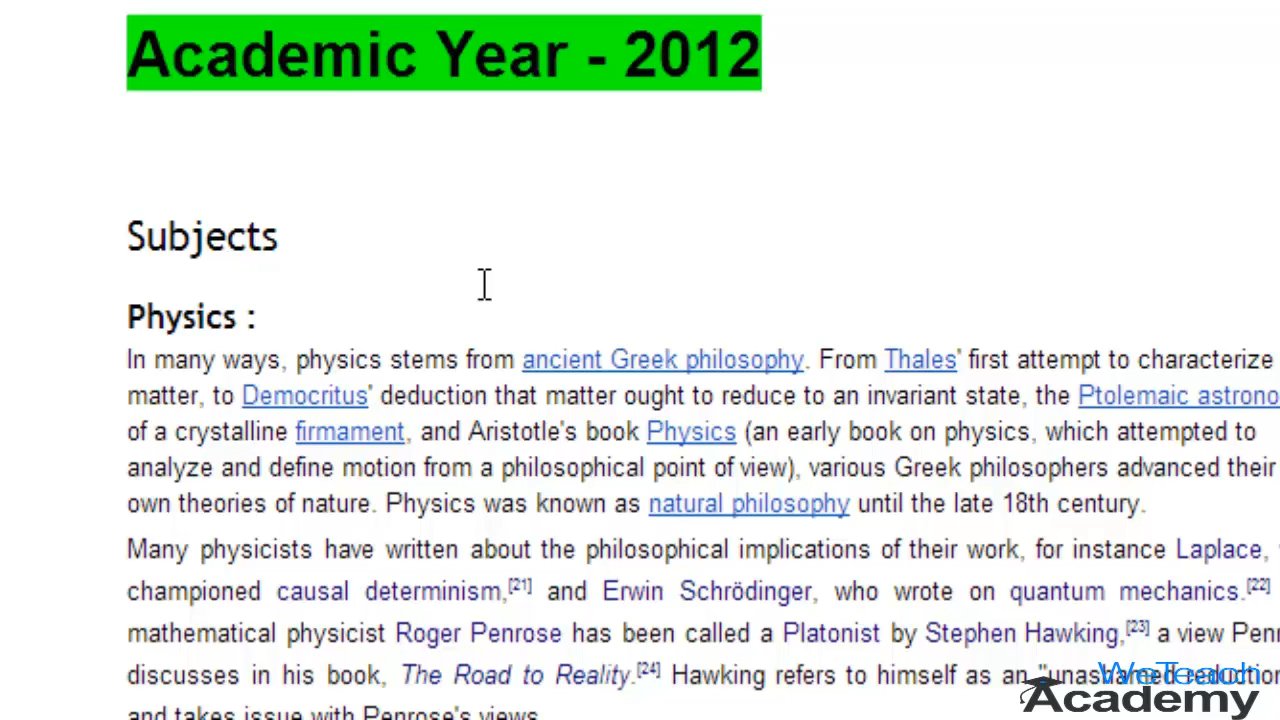 Academic Year - 2012
Subjects
Physics :
In many ways, physics stems from ancient Greek philosophy. From Thales' first attempt to characterize
matter, to Democritus' deduction that matter ought to reduce to an invariant state, the Ptolemaic astrono
of a crystalline firmament, and Aristotle's book Physics (an early book on physics, which attempted to
analyze and define motion from a philosophical point of view), various Greek philosophers advanced their
own theories of nature. Physics was known as natural philosophy until the late 18th century.
Many physicists have written about the philosophical implications of their work, for instance Laplace,
championed causal determinism,[21] and Erwin Schrödinger, who wrote on quantum mechanics.[22]
mathematical physicist Roger Penrose has been called a Platonist by Stephen Hawking,[23] a view Penr
discusses in his book, The Road to Reality.[24] Hawking refers to himself as an
and takes issue with Penrose's views.
WeTeach
Academy